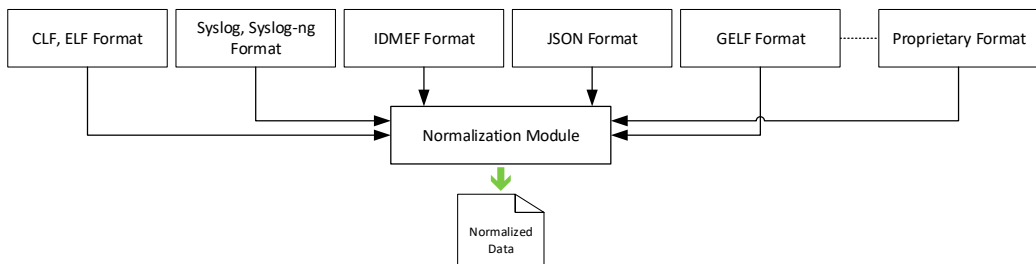 CLF, ELF Format
Syslog, Syslog-ng
Format
IDMEF Format
JSON Format
GELF Format
Proprietary Format
Normalization Module
Normalized
Data